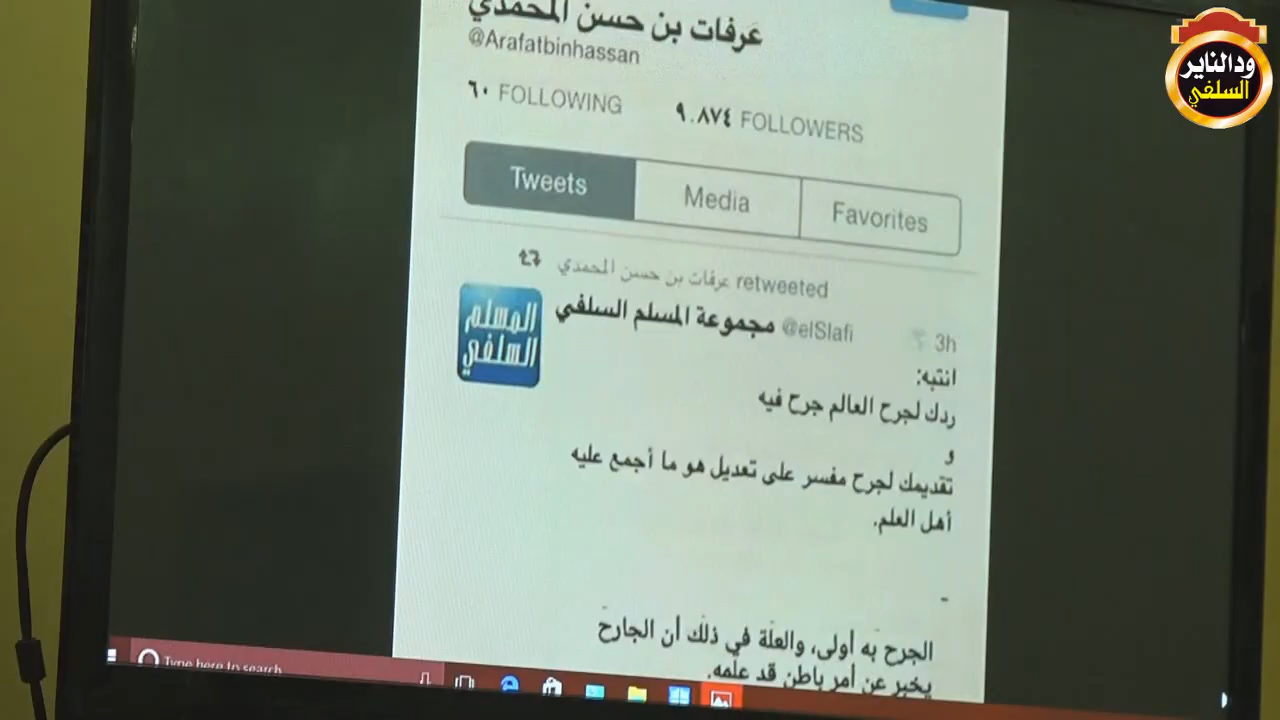 ودالناير
السلفي
عَرفات بن حسن المحمدي
@Arafatbinhassan
٦٠ FOLLOWING ٩.٨٧٤ FOLLOWERS
Tweets Media Favorites
عرفات بن حسن المحمدي retweeted
مجموعة المسلم السلفي @elSlafi 3h
المسلم
السلفي
انتبه:
ردك لجرح العالم جرح فيه
و
تقديمك لجرح مفسر على تعديل هو ما أجمع عليه
أهل العلم.
-
الجرح به أولى، والعلة في ذلك أن الجارح
يخبر عن أمر باطن قد علمه.
Type here to search